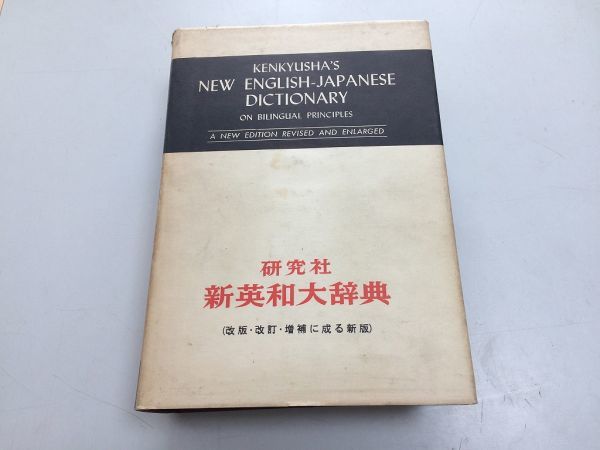 KENKYUSHA'S
NEW ENGLISH-JAPANESE
DICTIONARY
ON BILINGUAL PRINCIPLES
A NEW EDITION REVISED AND ENLARGED
研究社
新英和大辞典
(改版・改訂・増補に成る新版)